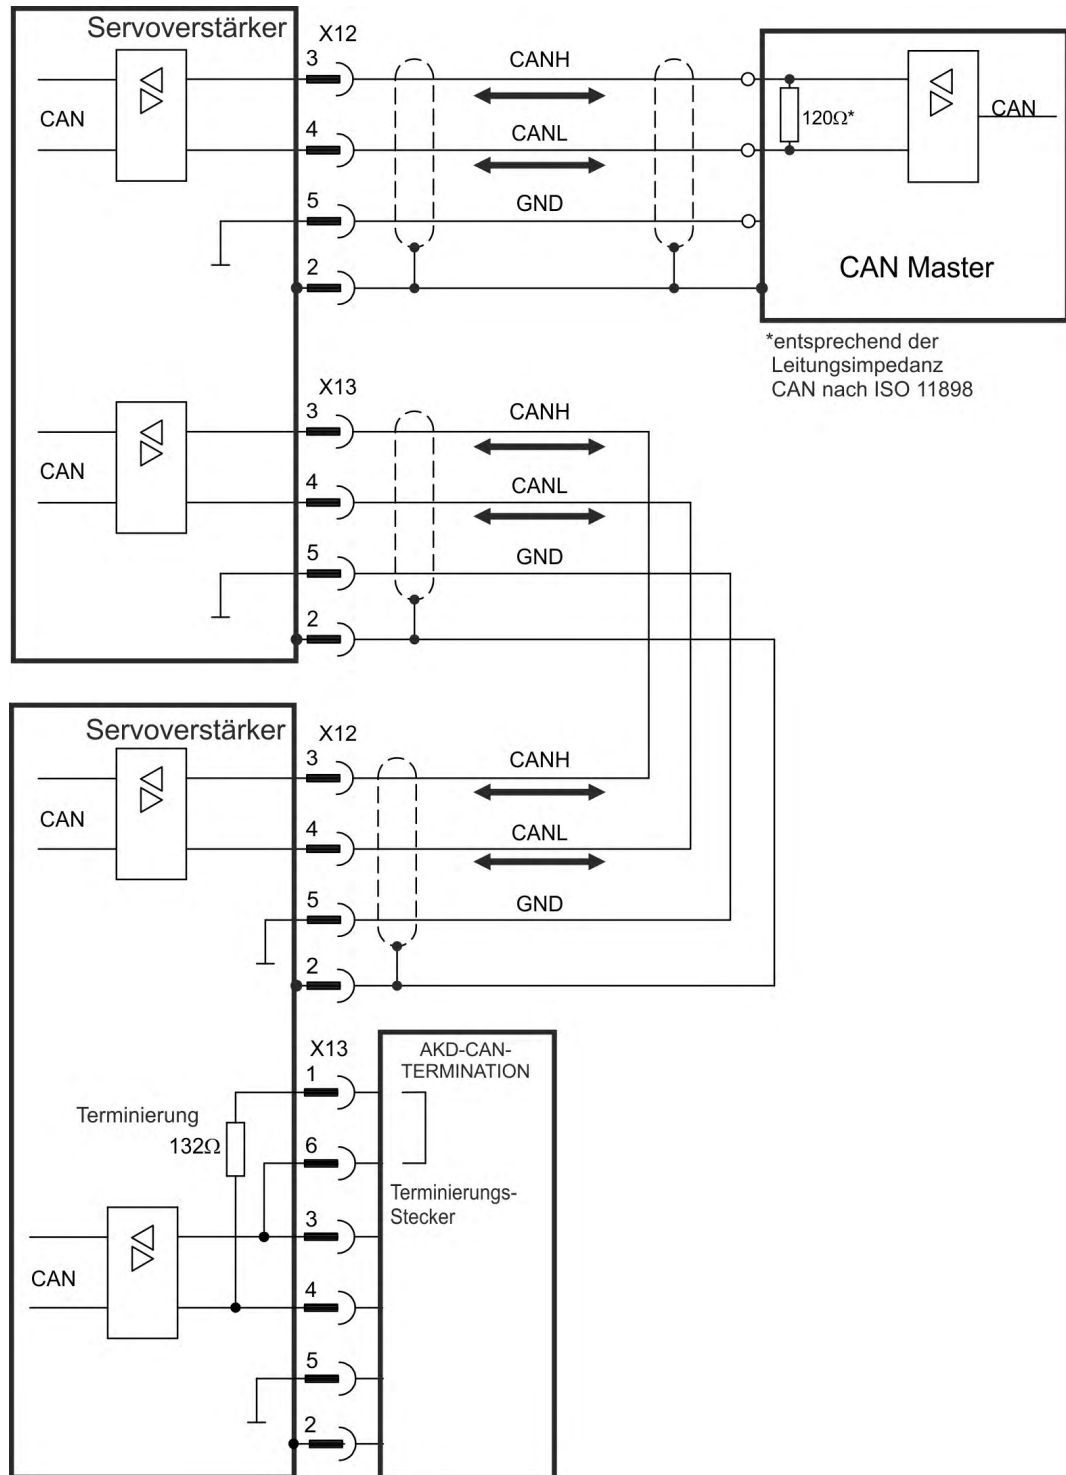 Servoverstärker
X12
3
CANH
CAN
120Ω*
CAN
4
CANL
5
GND
2
CAN Master
*entsprechend der
Leitungsimpedanz
CAN nach ISO 11898
X13
3
CANH
CAN
4
CANL
5
GND
2
Servoverstärker
X12
3
CANH
CAN
4
CANL
5
GND
2
X13
AKD-CAN-
TERMINATION
1
Terminierung
132Ω
6
Terminierungs-
Stecker
3
CAN
4
5
2